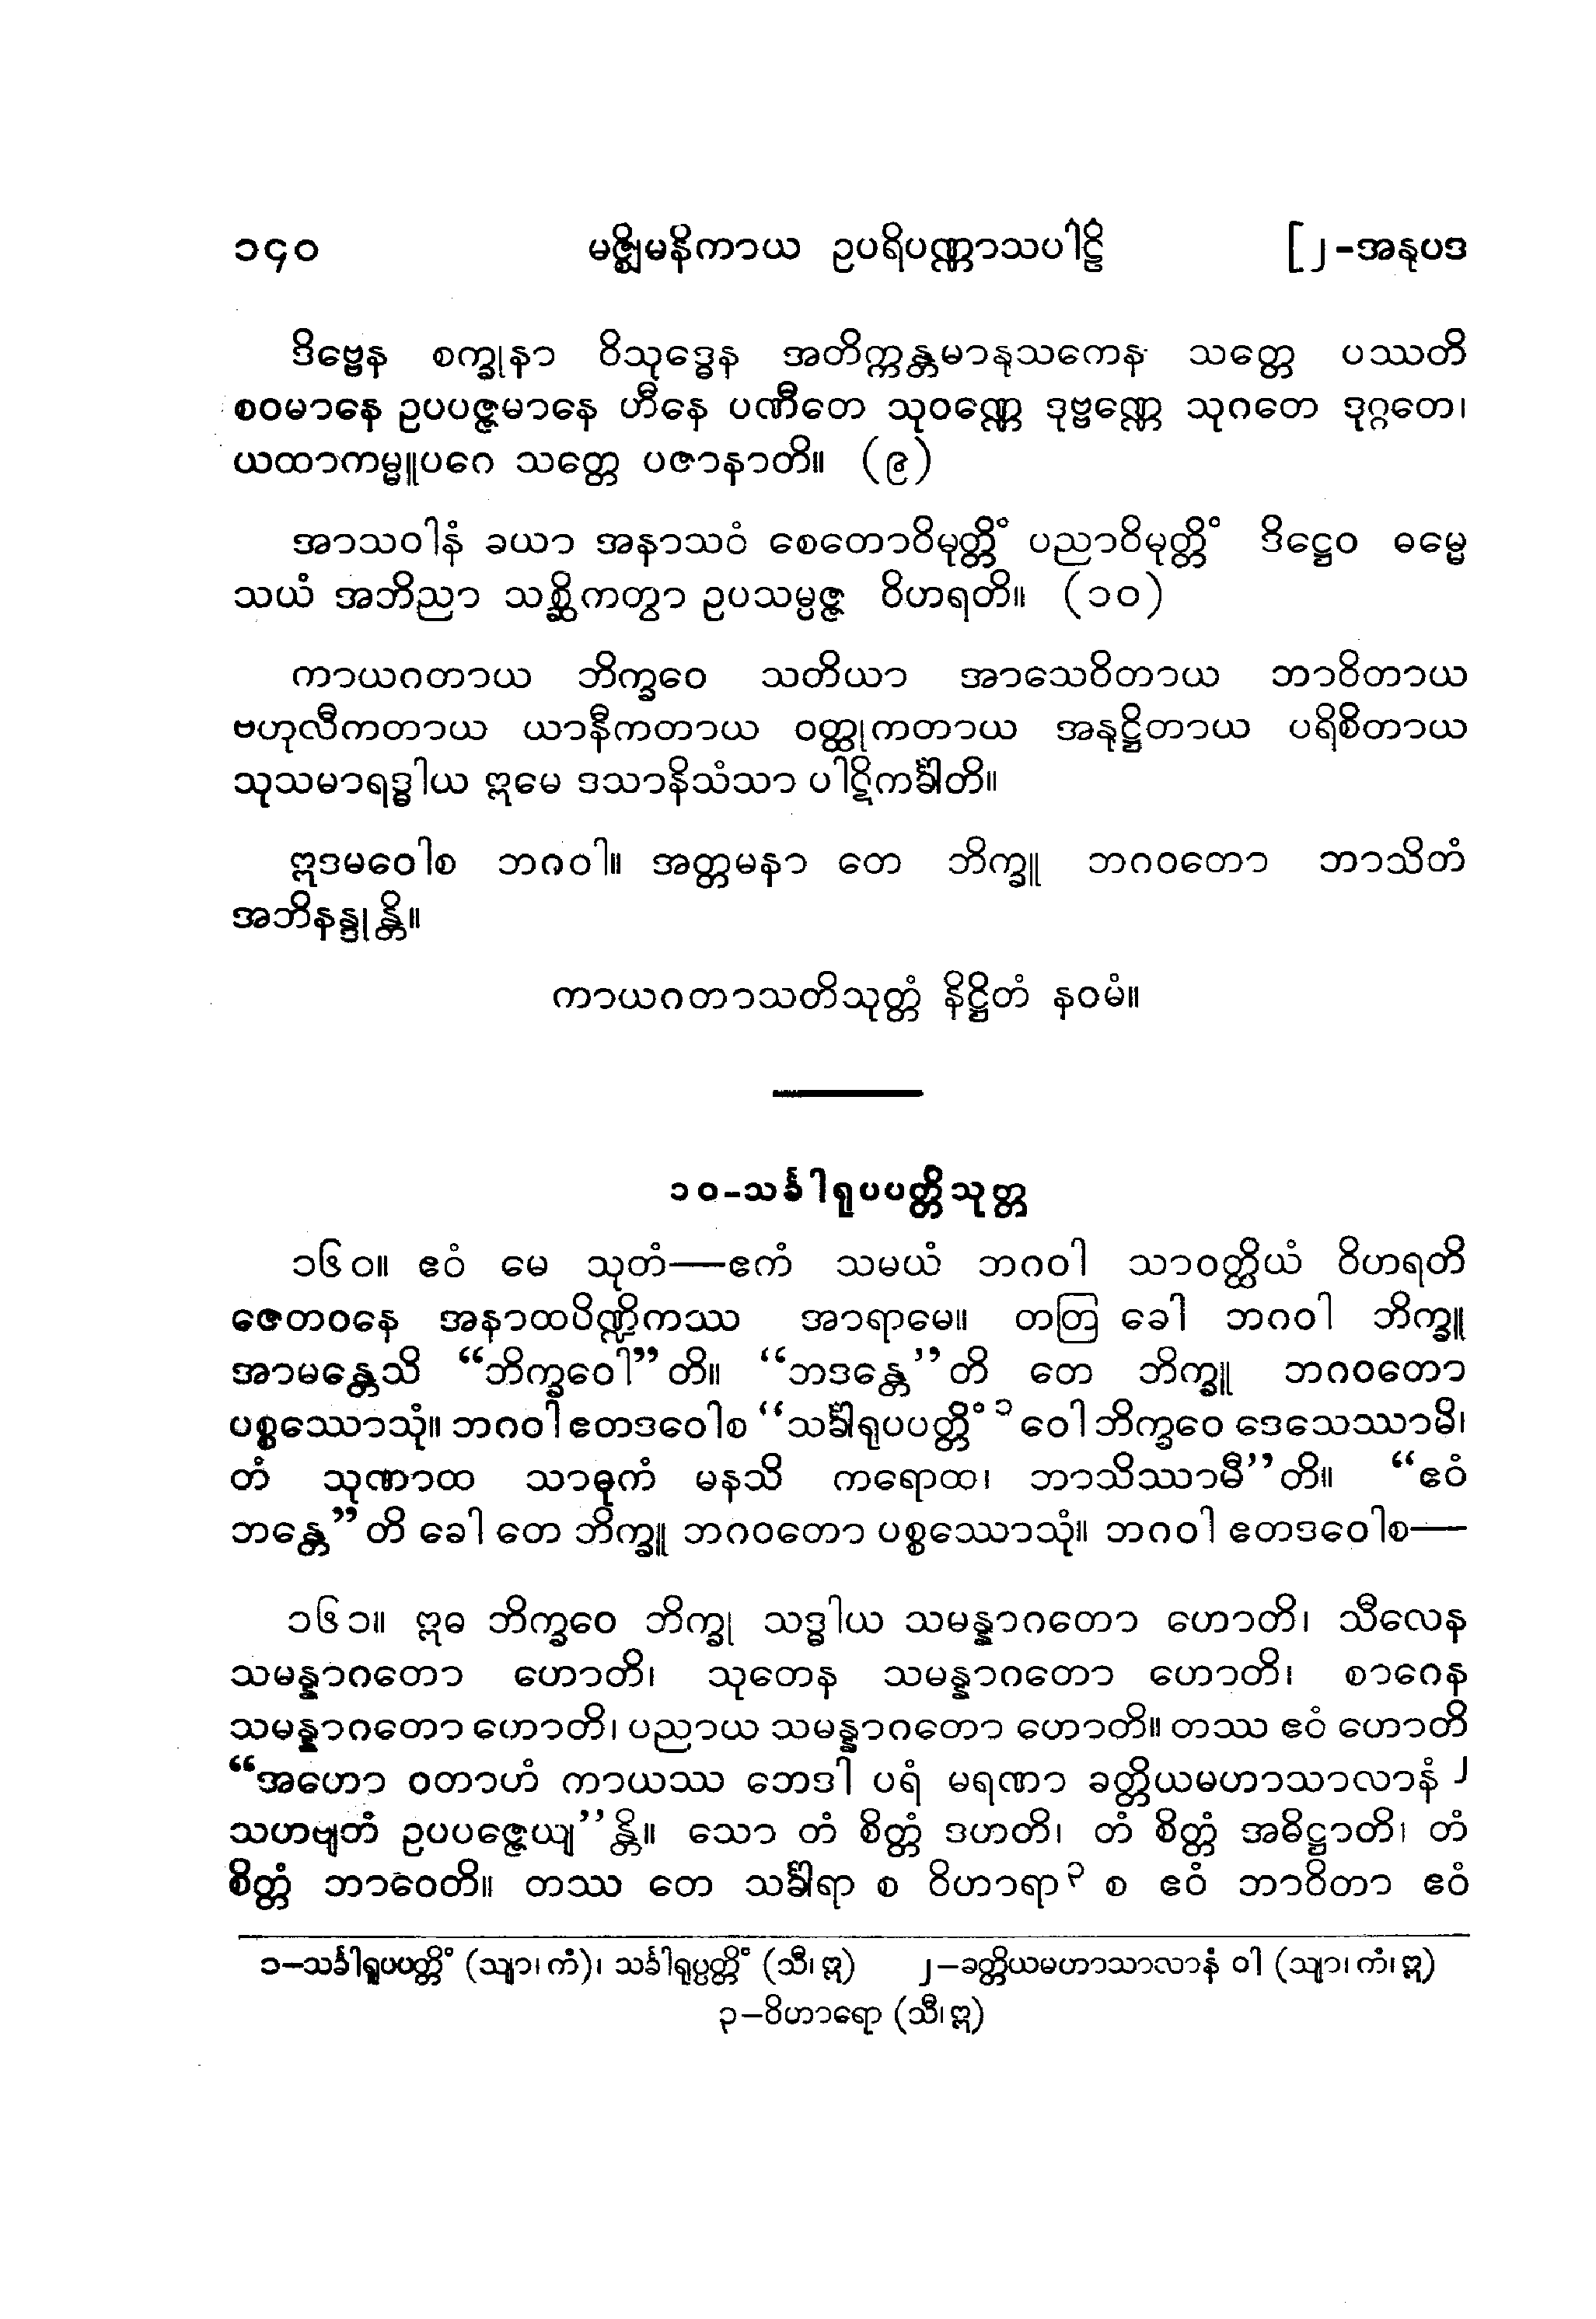 ၁၄၀ မဇ္ဈိမနိကာယ ဥပရိပဏ္ဏာသပါဠိ [၂-အနုပဒ
ဒိဗ္ဗေန စက္ခုနာ ဝိသုဒ္ဓေန အတိက္ကန္တမာနုသကေန သတ္တေ ပဿတိ
စဝမာနေ ဥပပဇ္ဇမာနေ ဟီနေ ပဏီတေ သုဝဏ္ဏေ ဒုဗ္ဗဏ္ဏေ သုဂတေ ဒုဂ္ဂတေ၊
ယထာကမ္မူပဂေ သတ္တေ ပဇာနာတိ။ (၉)
အာသဝါနံ ခယာ အနာသဝံ စေတောဝိမုတ္တိံ ပညာဝိမုတ္တိံ ဒိဋ္ဌေဝ ဓမ္မေ
သယံ အဘိညာ သစ္ဆိကတွာ ဥပသမ္ပဇ္ဇ ဝိဟရတိ။ (၁၀)
ကာယဂတာယ ဘိက္ခဝေ သတိယာ အာသေဝိတာယ ဘာဝိတာယ
ဗဟုလီကတာယ ယာနီကတာယ ဝတ္ထုကတာယ အနုဋ္ဌိတာယ ပရိစိတာယ
သုသမာရဒ္ဓါယ ဣမေ ဒသာနိသံသာ ပါဋိကင်္ခါတိ။
ဣဒမဝေါစ ဘဂဝါ။ အတ္တမနာ တေ ဘိက္ခူ ဘဂဝတော ဘာသိတံ
အဘိနန္ဒုန္တိ။
ကာယဂတာသတိသုတ္တံ နိဋ္ဌိတံ နဝမံ။
၁၀-သင်္ခါရူပပတ္တိသုတ္တ
၁၆၀။ ဧဝံ မေ သုတံ—ဧကံ သမယံ ဘဂဝါ သာဝတ္ထိယံ ဝိဟရတိ
ဇေတဝနေ အနာထပိဏ္ဍိကဿ အာရာမေ။ တတြ ခေါ ဘဂဝါ ဘိက္ခူ
အာမန္တေသိ “ဘိက္ခဝေါ”တိ။ “ဘဒန္တေ”တိ တေ ဘိက္ခူ ဘဂဝတော
ပစ္စဿောသုံ။ ဘဂဝါ ဧတဒဝေါစ “သင်္ခါရုပပတ္တိံ ၁ ဝေါ ဘိက္ခဝေ ဒေသေဿာမိ၊
တံ သုဏာထ သာဓုကံ မနသိ ကရောထ၊ ဘာသိဿာမီ”တိ။ “ဧဝံ
ဘန္တေ”တိ ခေါ တေ ဘိက္ခူ ဘဂဝတော ပစ္စဿောသုံ။ ဘဂဝါ ဧတဒဝေါစ—
၁၆၁။ ဣဓ ဘိက္ခဝေ ဘိက္ခု သဒ္ဓါယ သမန္နာဂတော ဟောတိ၊ သီလေန
သမန္နာဂတော ဟောတိ၊ သုတေန သမန္နာဂတော ဟောတိ၊ စာဂေန
သမန္နာဂတော ဟောတိ၊ ပညာယ သမန္နာဂတော ဟောတိ။ တဿ ဧဝံ ဟောတိ
“အဟော ဝတာဟံ ကာယဿ ဘေဒါ ပရံ မရဏာ ခတ္တိယမဟာသာလာနံ ၂
သဟဗျတံ ဥပပဇ္ဇေယျ”န္တိ။ သော တံ စိတ္တံ ဒဟတိ၊ တံ စိတ္တံ အဓိဋ္ဌာတိ၊ တံ
စိတ္တံ ဘာဝေတိ။ တဿ တေ သင်္ခါရာ စ ဝိဟာရာ ၃ စ ဧဝံ ဘာဝိတာ ဧဝံ
၁–သင်္ခါရူပပတ္တိံ (သျာ၊ ကံ)၊ သင်္ခါရုပ္ပတ္တိံ (သီ၊ ဣ) ၂–ခတ္တိယမဟာသာလာနံ ဝါ (သျာ၊ ကံ၊ ဣ)
၃–ဝိဟာရော (သီ၊ ဣ)